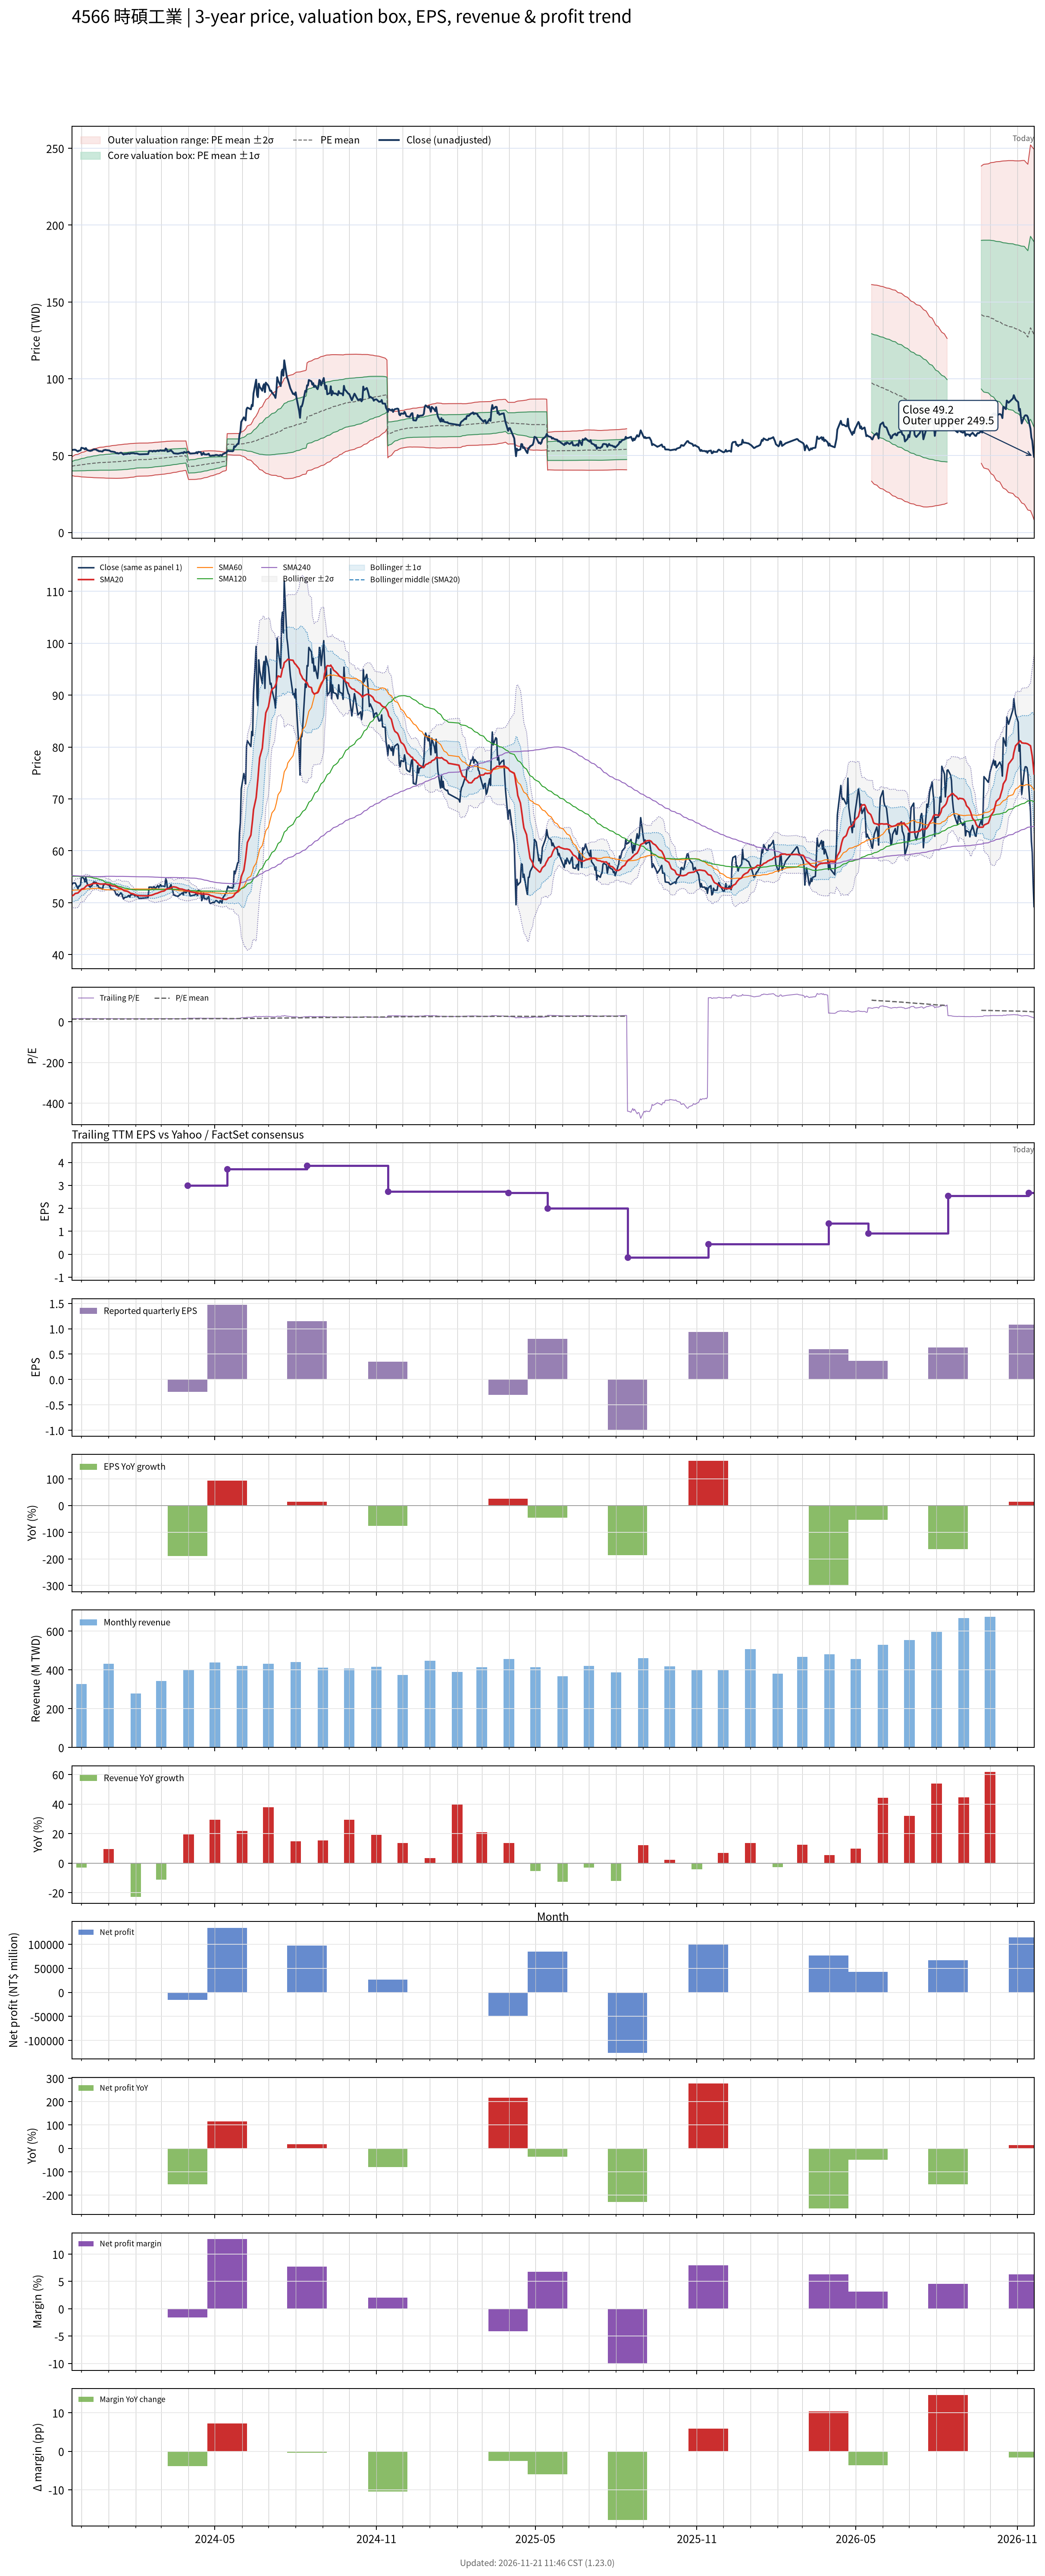 4566 時碩工業 | 3-year price, valuation box, EPS, revenue & profit trend
Outer valuation range: PE mean ±2σ
PE mean
Close (unadjusted)
Core valuation box: PE mean ±1σ
Today
250
200
150
100
50
0
Price (TWD)
Close 49.2
Outer upper 249.5
Close (same as panel 1)
SMA20
SMA60
SMA120
SMA240
Bollinger ±2σ
Bollinger ±1σ
Bollinger middle (SMA20)
110
100
90
80
70
60
50
40
Price
Trailing P/E
P/E mean
0
-200
-400
P/E
Trailing TTM EPS vs Yahoo / FactSet consensus
Today
4
3
2
1
0
-1
EPS
Reported quarterly EPS
1.5
1.0
0.5
0.0
-0.5
-1.0
EPS
EPS YoY growth
100
0
-100
-200
-300
YoY (%)
Monthly revenue
600
400
200
0
Revenue (M TWD)
Revenue YoY growth
60
40
20
0
-20
YoY (%)
Month
Net profit
100000
50000
0
-50000
-100000
Net profit (NT$ million)
Net profit YoY
300
200
100
0
-100
-200
YoY (%)
Net profit margin
10
5
0
-5
-10
Margin (%)
Margin YoY change
10
0
-10
Δ margin (pp)
2024-05
2024-11
2025-05
2025-11
2026-05
2026-11
Updated: 2026-11-21 11:46 CST (1.23.0)